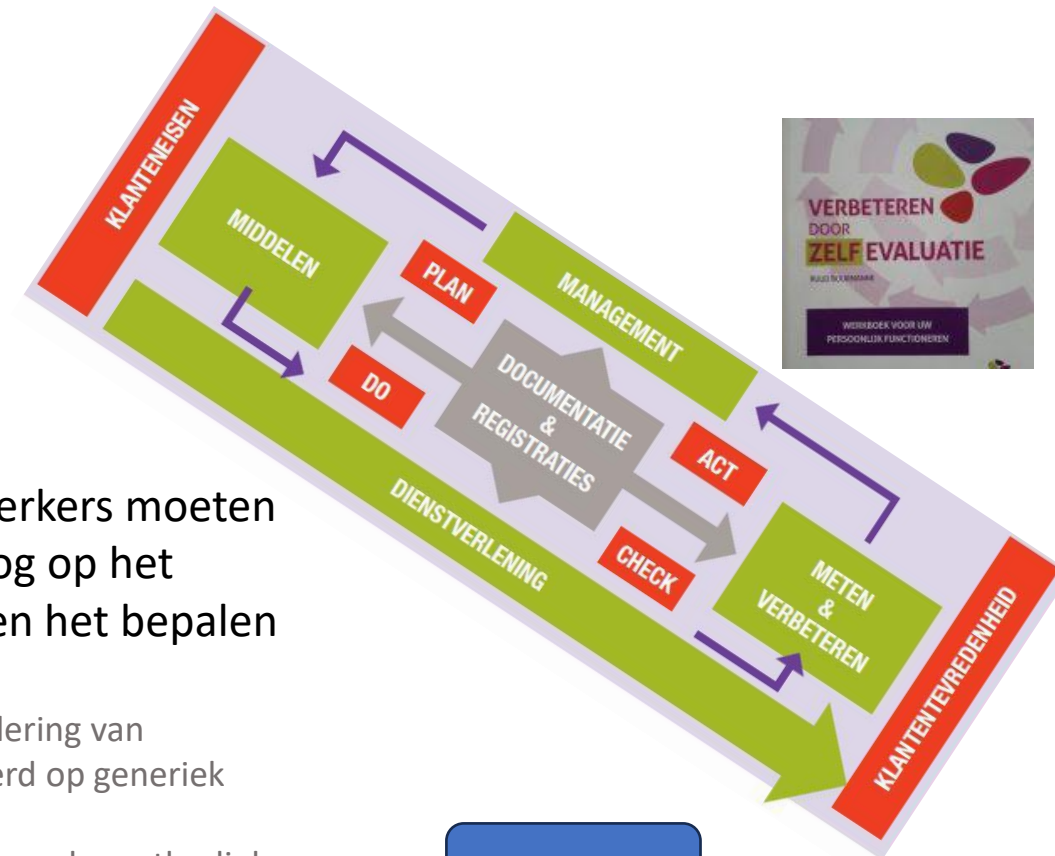 KLANTENEISEN
MIDDELEN
PLAN
MANAGEMENT
DO
DOCUMENTATIE
&
REGISTRATIES
ACT
DIENSTVERLENING
CHECK
METEN
&
VERBETEREN
KLANTENTEVREDENHEID
VERBETEREN
DOOR
ZELF EVALUATIE
WERKBOEK VOOR UW
PERSOONLIJK FUNCTIONEREN
erkers moeten
og op het
en het bepalen
dering van
erd op generiek